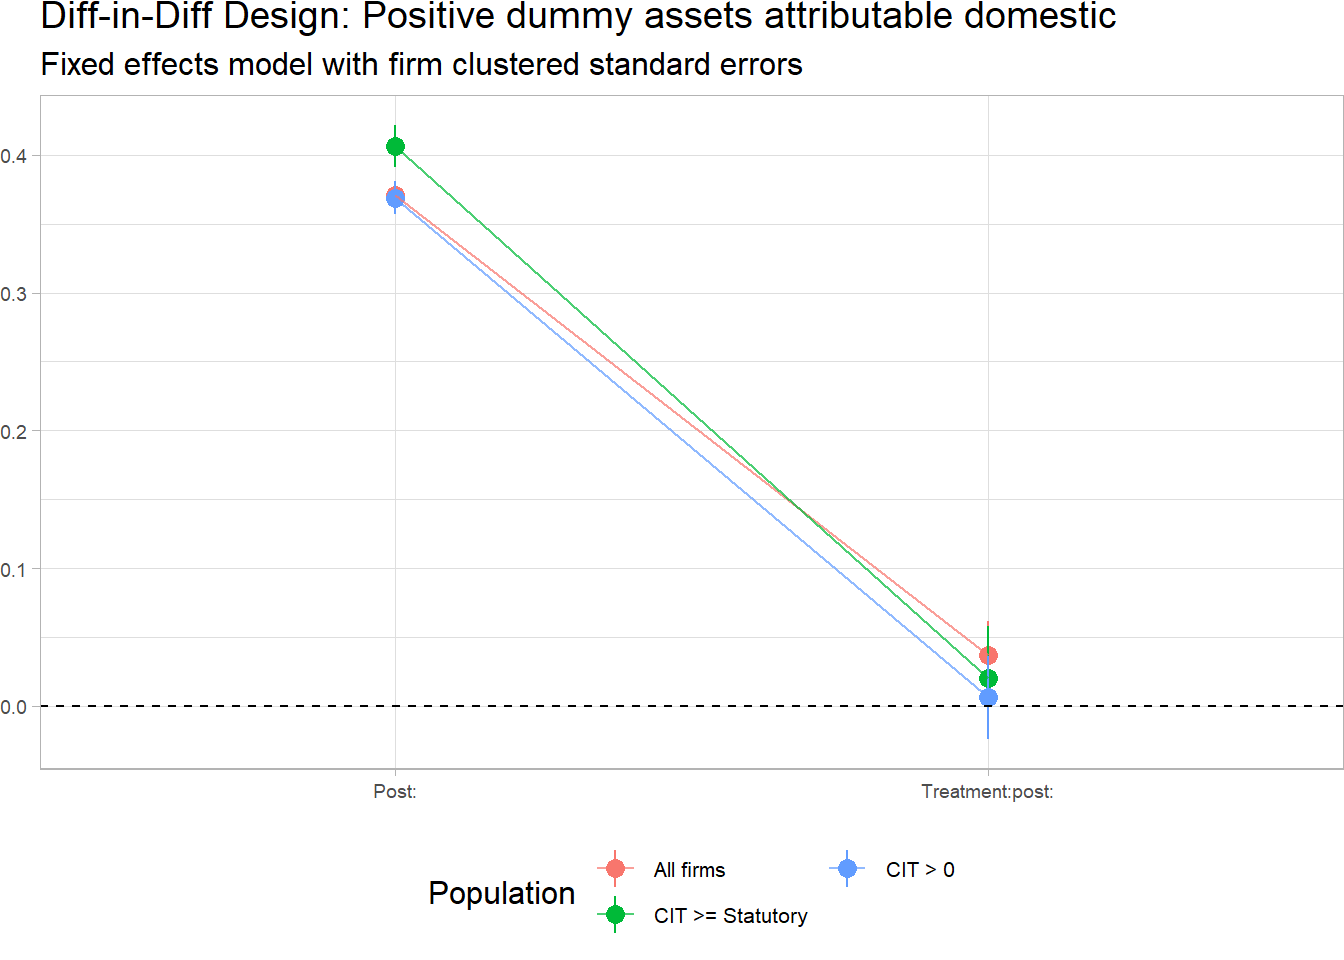 Diff-in-Diff Design: Positive dummy assets attributable domestic
Fixed effects model with firm clustered standard errors
0.4
0.3
0.2
0.1
0.0
Post:
Treatment:post:
Population
All firms
CIT > 0
CIT >= Statutory